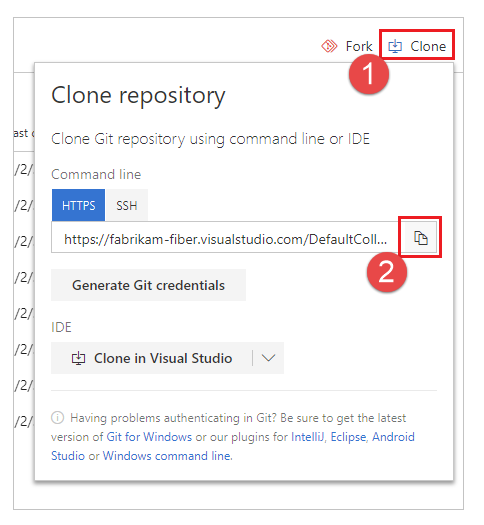 Fork Clone
1
Clone repository
ast
Clone Git repository using command line or IDE
/2/
Command line
/2/
HTTPS SSH
/2/
https://fabrikam-fiber.visualstudio.com/DefaultColl...
/2/
2
/2/
Generate Git credentials
/2/
IDE
/2/
Clone in Visual Studio
/2/
/2/
Having problems authenticating in Git? Be sure to get the latest
version of Git for Windows or our plugins for IntelliJ, Eclipse, Android
Studio or Windows command line.